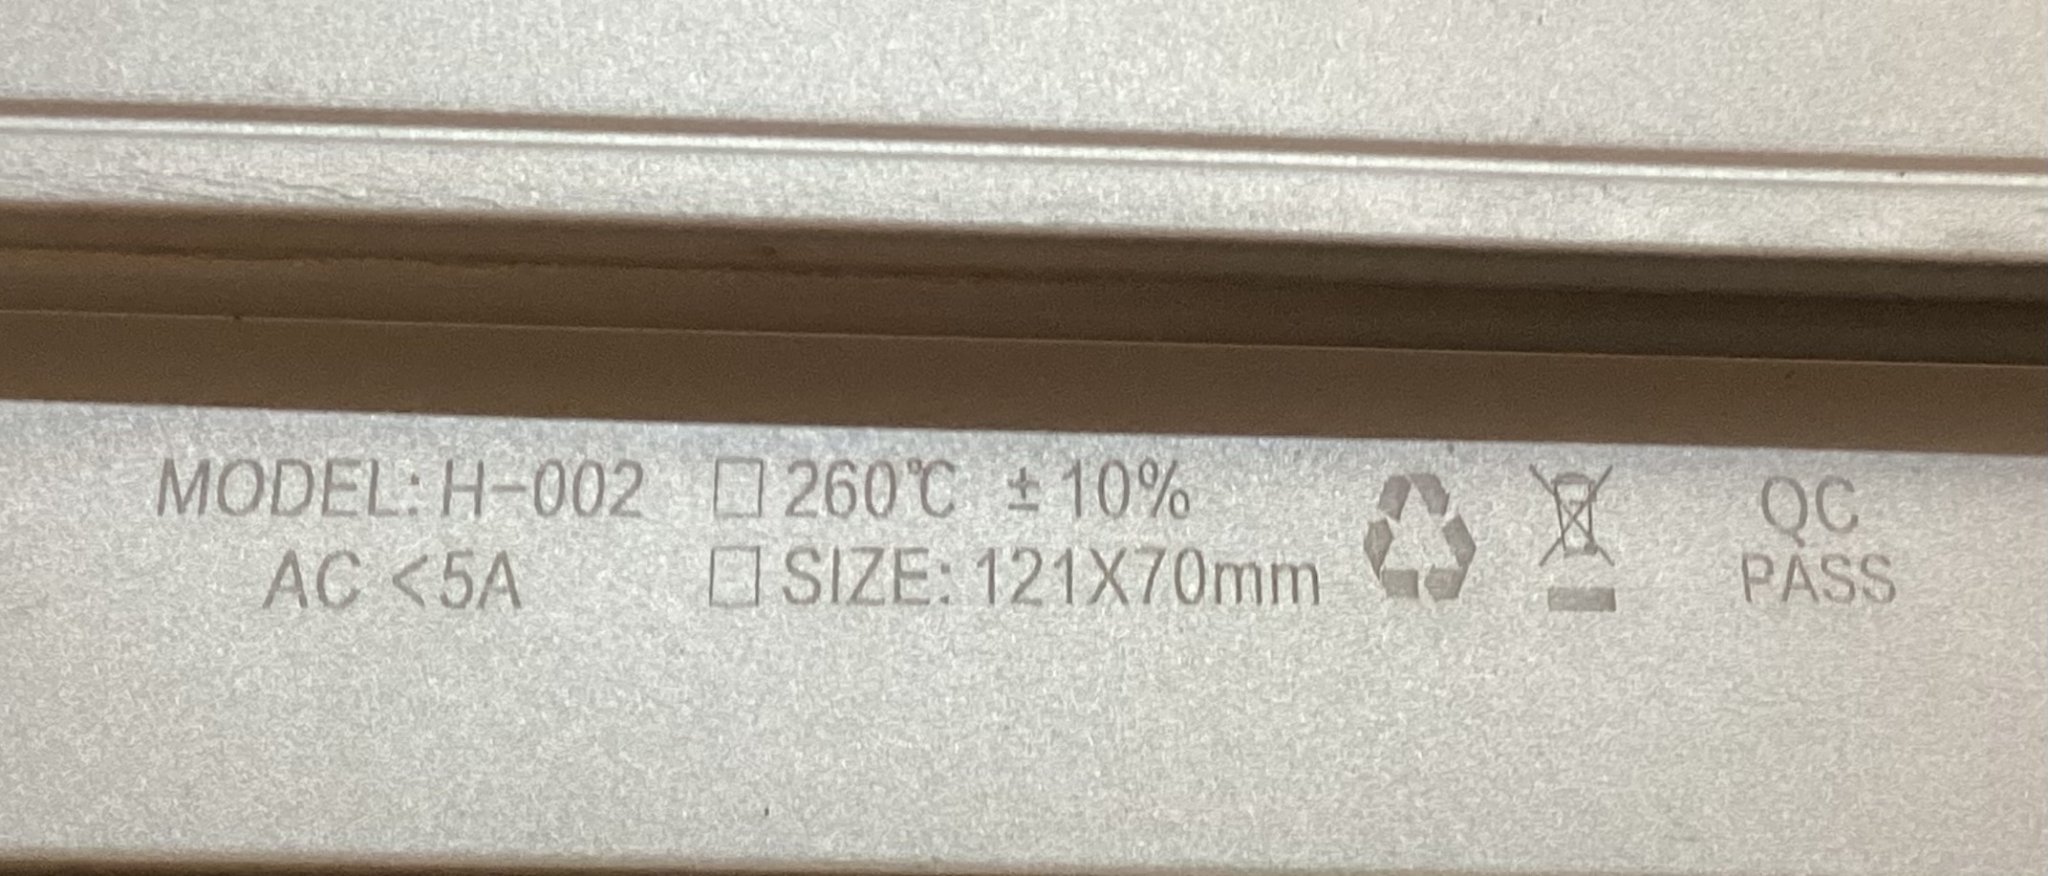 MODEL: H-002 □ 260℃ ±10%
AC <5A □ SIZE: 121X70mm
QC
PASS